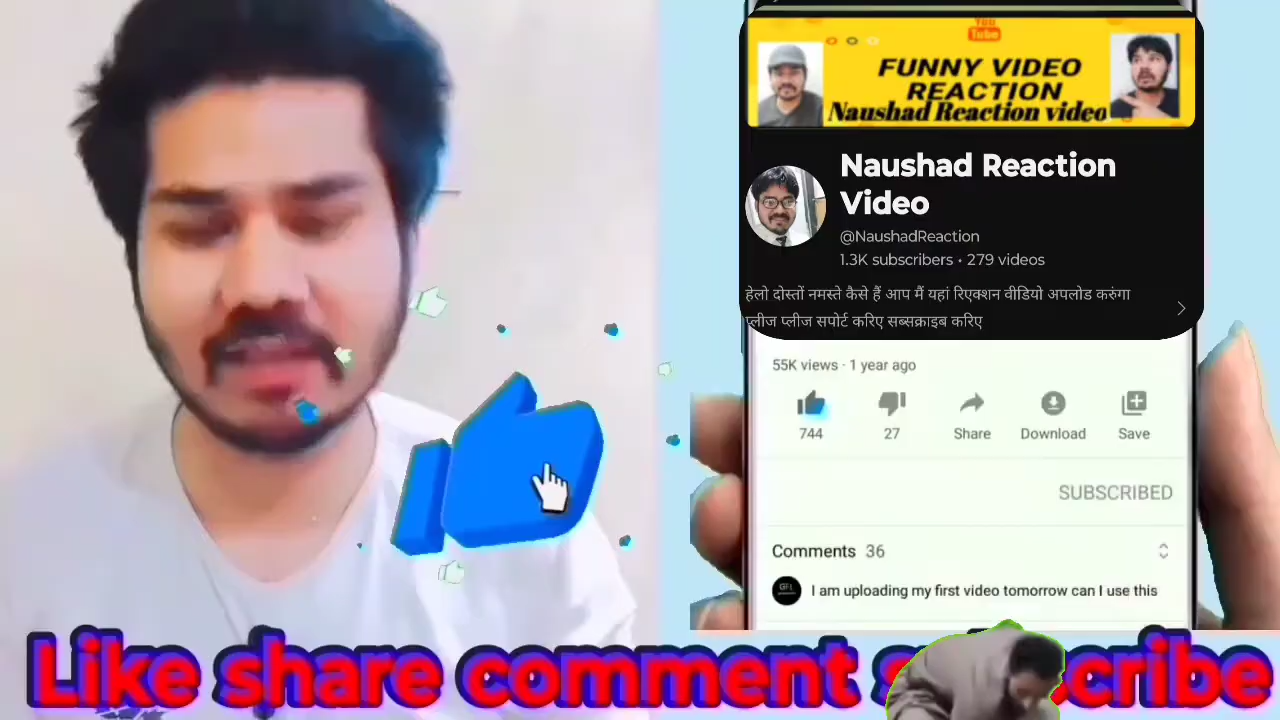 You
Tube
FUNNY VIDEO
REACTION
Naushad Reaction video
Naushad Reaction
Video
@NaushadReaction
1.3K subscribers • 279 videos
हेलो दोस्तों नमस्ते कैसे हैं आप मैं यहां रिएक्शन वीडियो अपलोड करुंगा
प्लीज प्लीज सपोर्ट करिए सब्सक्राइब करिए
55K views · 1 year ago
744
27
Share
Download
Save
SUBSCRIBED
Comments 36
I am uploading my first video tomorrow can I use this
Like share comment